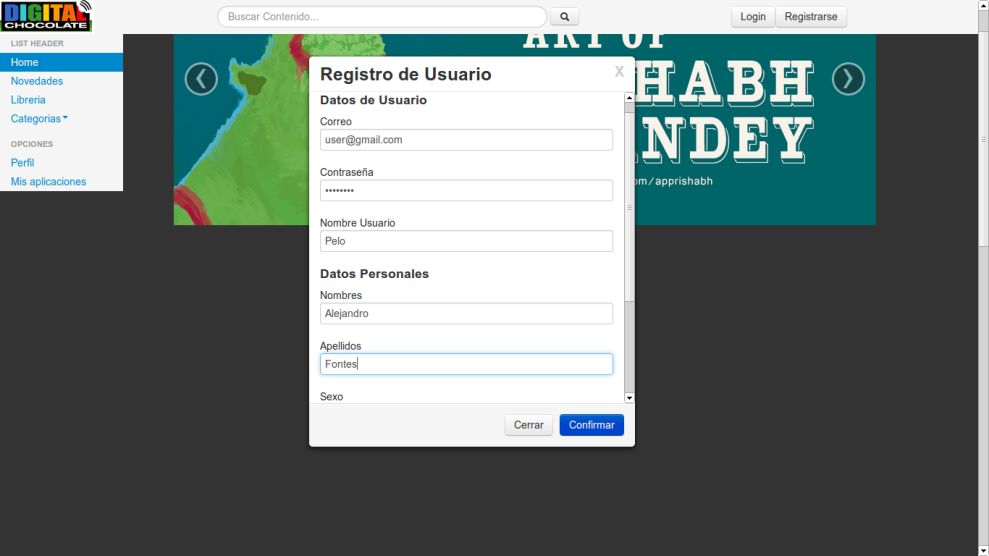 DIGITAL
CHOCOLATE
Buscar Contenido...
Login
Registrarse
LIST HEADER
Home
Novedades
Libreria
Categorias
OPCIONES
Perfil
Mis aplicaciones
ART OF
HABH
NDEY
om/apprishabh
Registro de Usuario
X
Datos de Usuario
Correo
user@gmail.com
Contraseña
••••••••
Nombre Usuario
Pelo
Datos Personales
Nombres
Alejandro
Apellidos
Fontes
Sexo
Cerrar
Confirmar